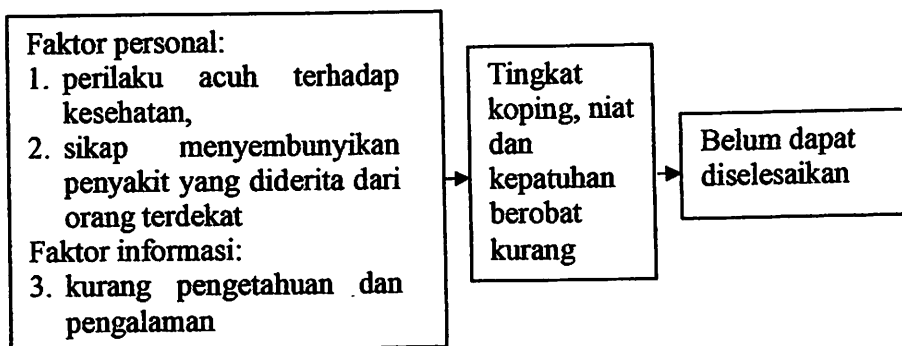 Faktor personal:
1. perilaku acuh terhadap
kesehatan,
2. sikap menyembunyikan
penyakit yang diderita dari
orang terdekat
Faktor informasi:
3. kurang pengetahuan dan
pengalaman
Tingkat
koping, niat
dan
kepatuhan
berobat
kurang
Belum dapat
diselesaikan